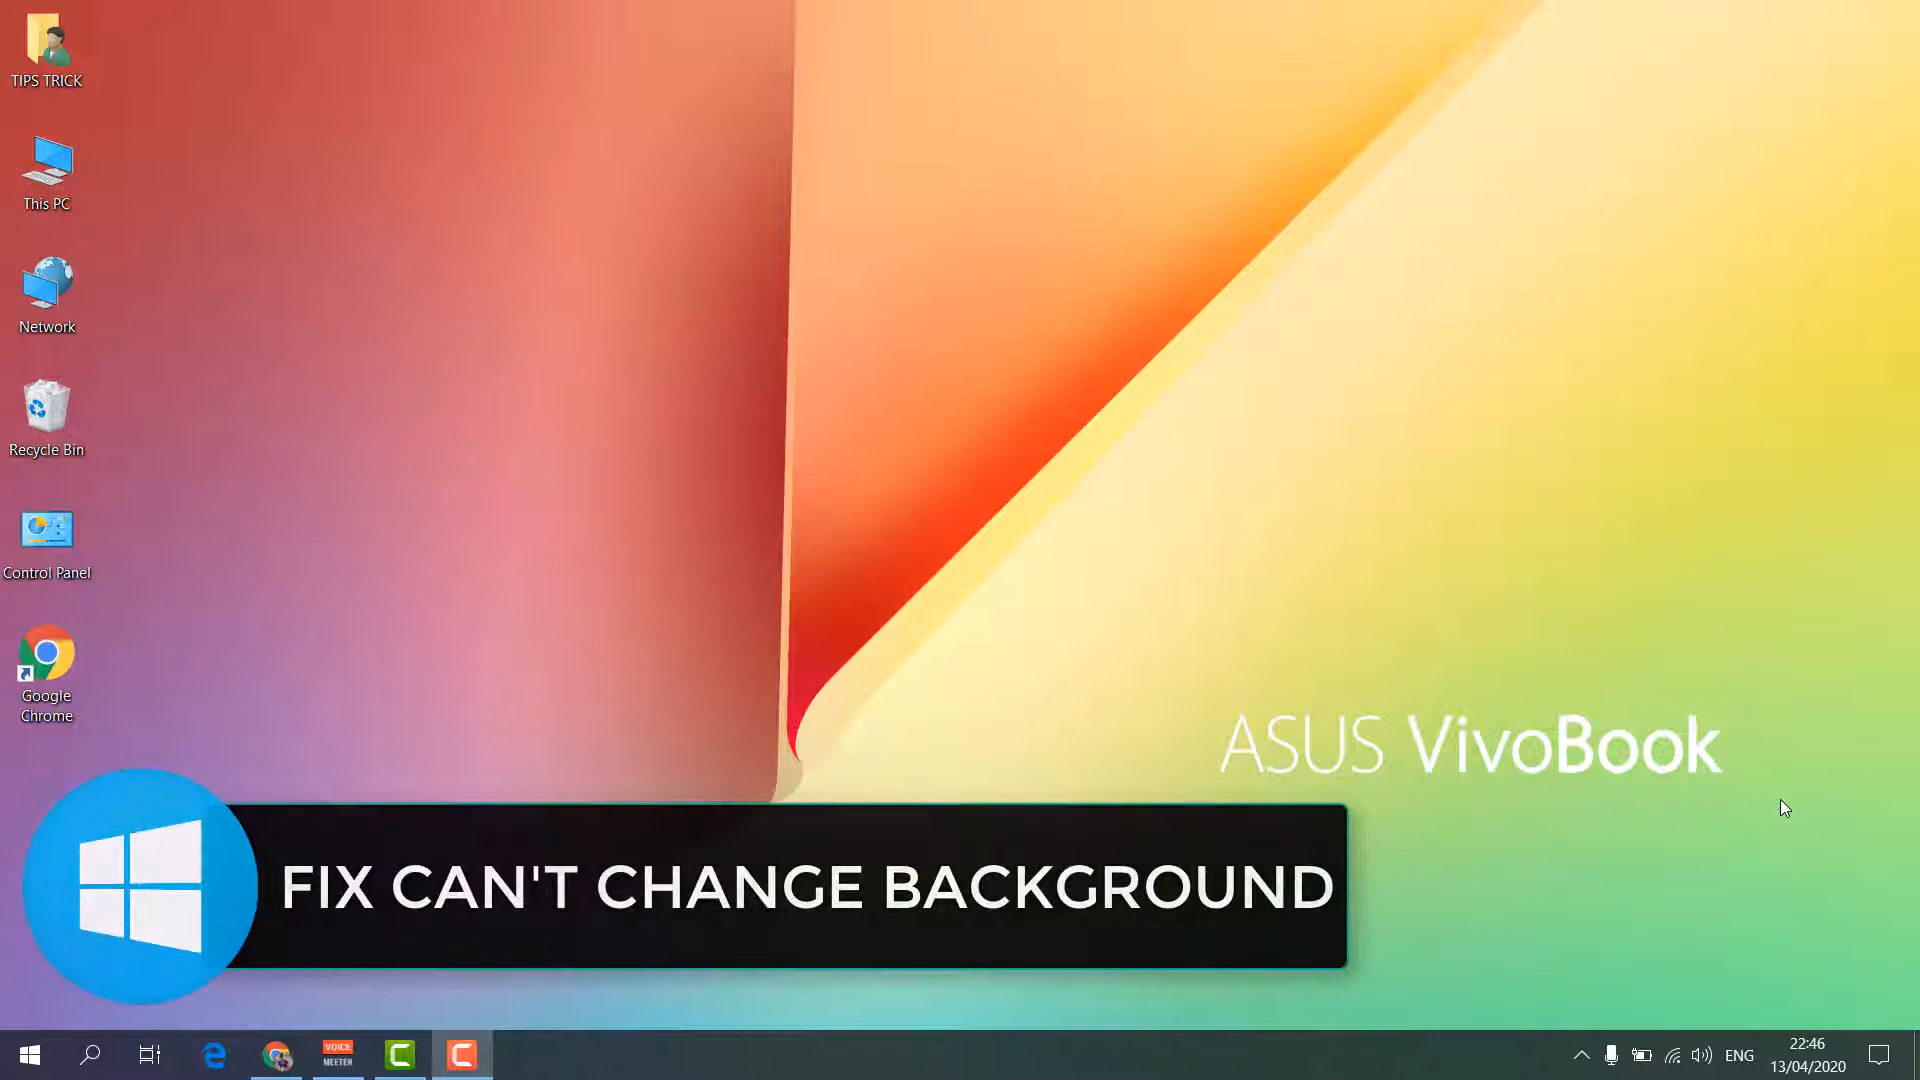 TIPS TRICK
This PC
Network
Recycle Bin
Control Panel
Google
Chrome
ASUS VivoBook
FIX CAN'T CHANGE BACKGROUND
VOICE
MEETER
ENG
22:46
13/04/2020